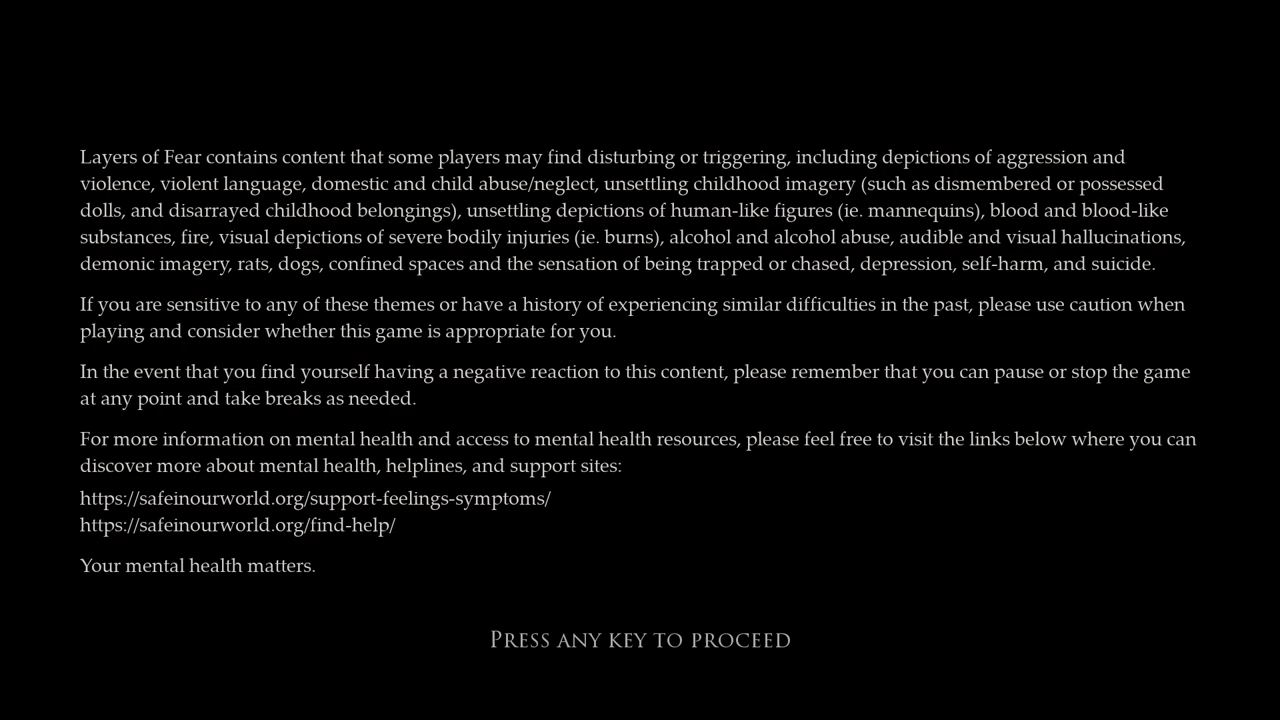 Layers of Fear contains content that some players may find disturbing or triggering, including depictions of aggression and
violence, violent language, domestic and child abuse/neglect, unsettling childhood imagery (such as dismembered or possessed
dolls, and disarrayed childhood belongings), unsettling depictions of human-like figures (ie. mannequins), blood and blood-like
substances, fire, visual depictions of severe bodily injuries (ie. burns), alcohol and alcohol abuse, audible and visual hallucinations,
demonic imagery, rats, dogs, confined spaces and the sensation of being trapped or chased, depression, self-harm, and suicide.
If you are sensitive to any of these themes or have a history of experiencing similar difficulties in the past, please use caution when
playing and consider whether this game is appropriate for you.
In the event that you find yourself having a negative reaction to this content, please remember that you can pause or stop the game
at any point and take breaks as needed.
For more information on mental health and access to mental health resources, please feel free to visit the links below where you can
discover more about mental health, helplines, and support sites:
https://safeinourworld.org/support-feelings-symptoms/
https://safeinourworld.org/find-help/
Your mental health matters.
Press any key to proceed